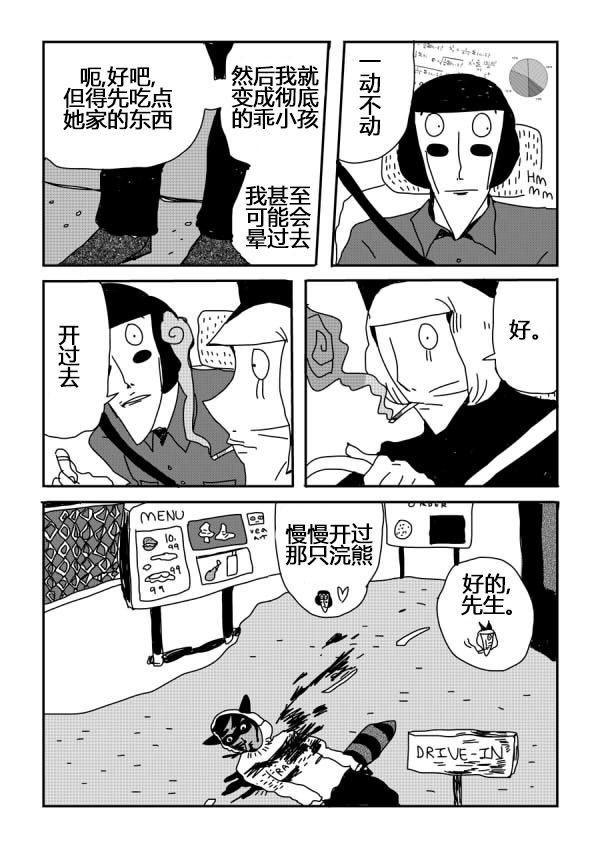 呃,好吧,
但得先吃点
她家的东西
然后我就
变成彻底
的乖小孩
我甚至
可能会
晕过去
一动不动
HM
MM
开过去
好。
MENU
10.
99
99
99
慢慢开过
那只浣熊
ORDER
好的,
先生。
DRIVE-IN